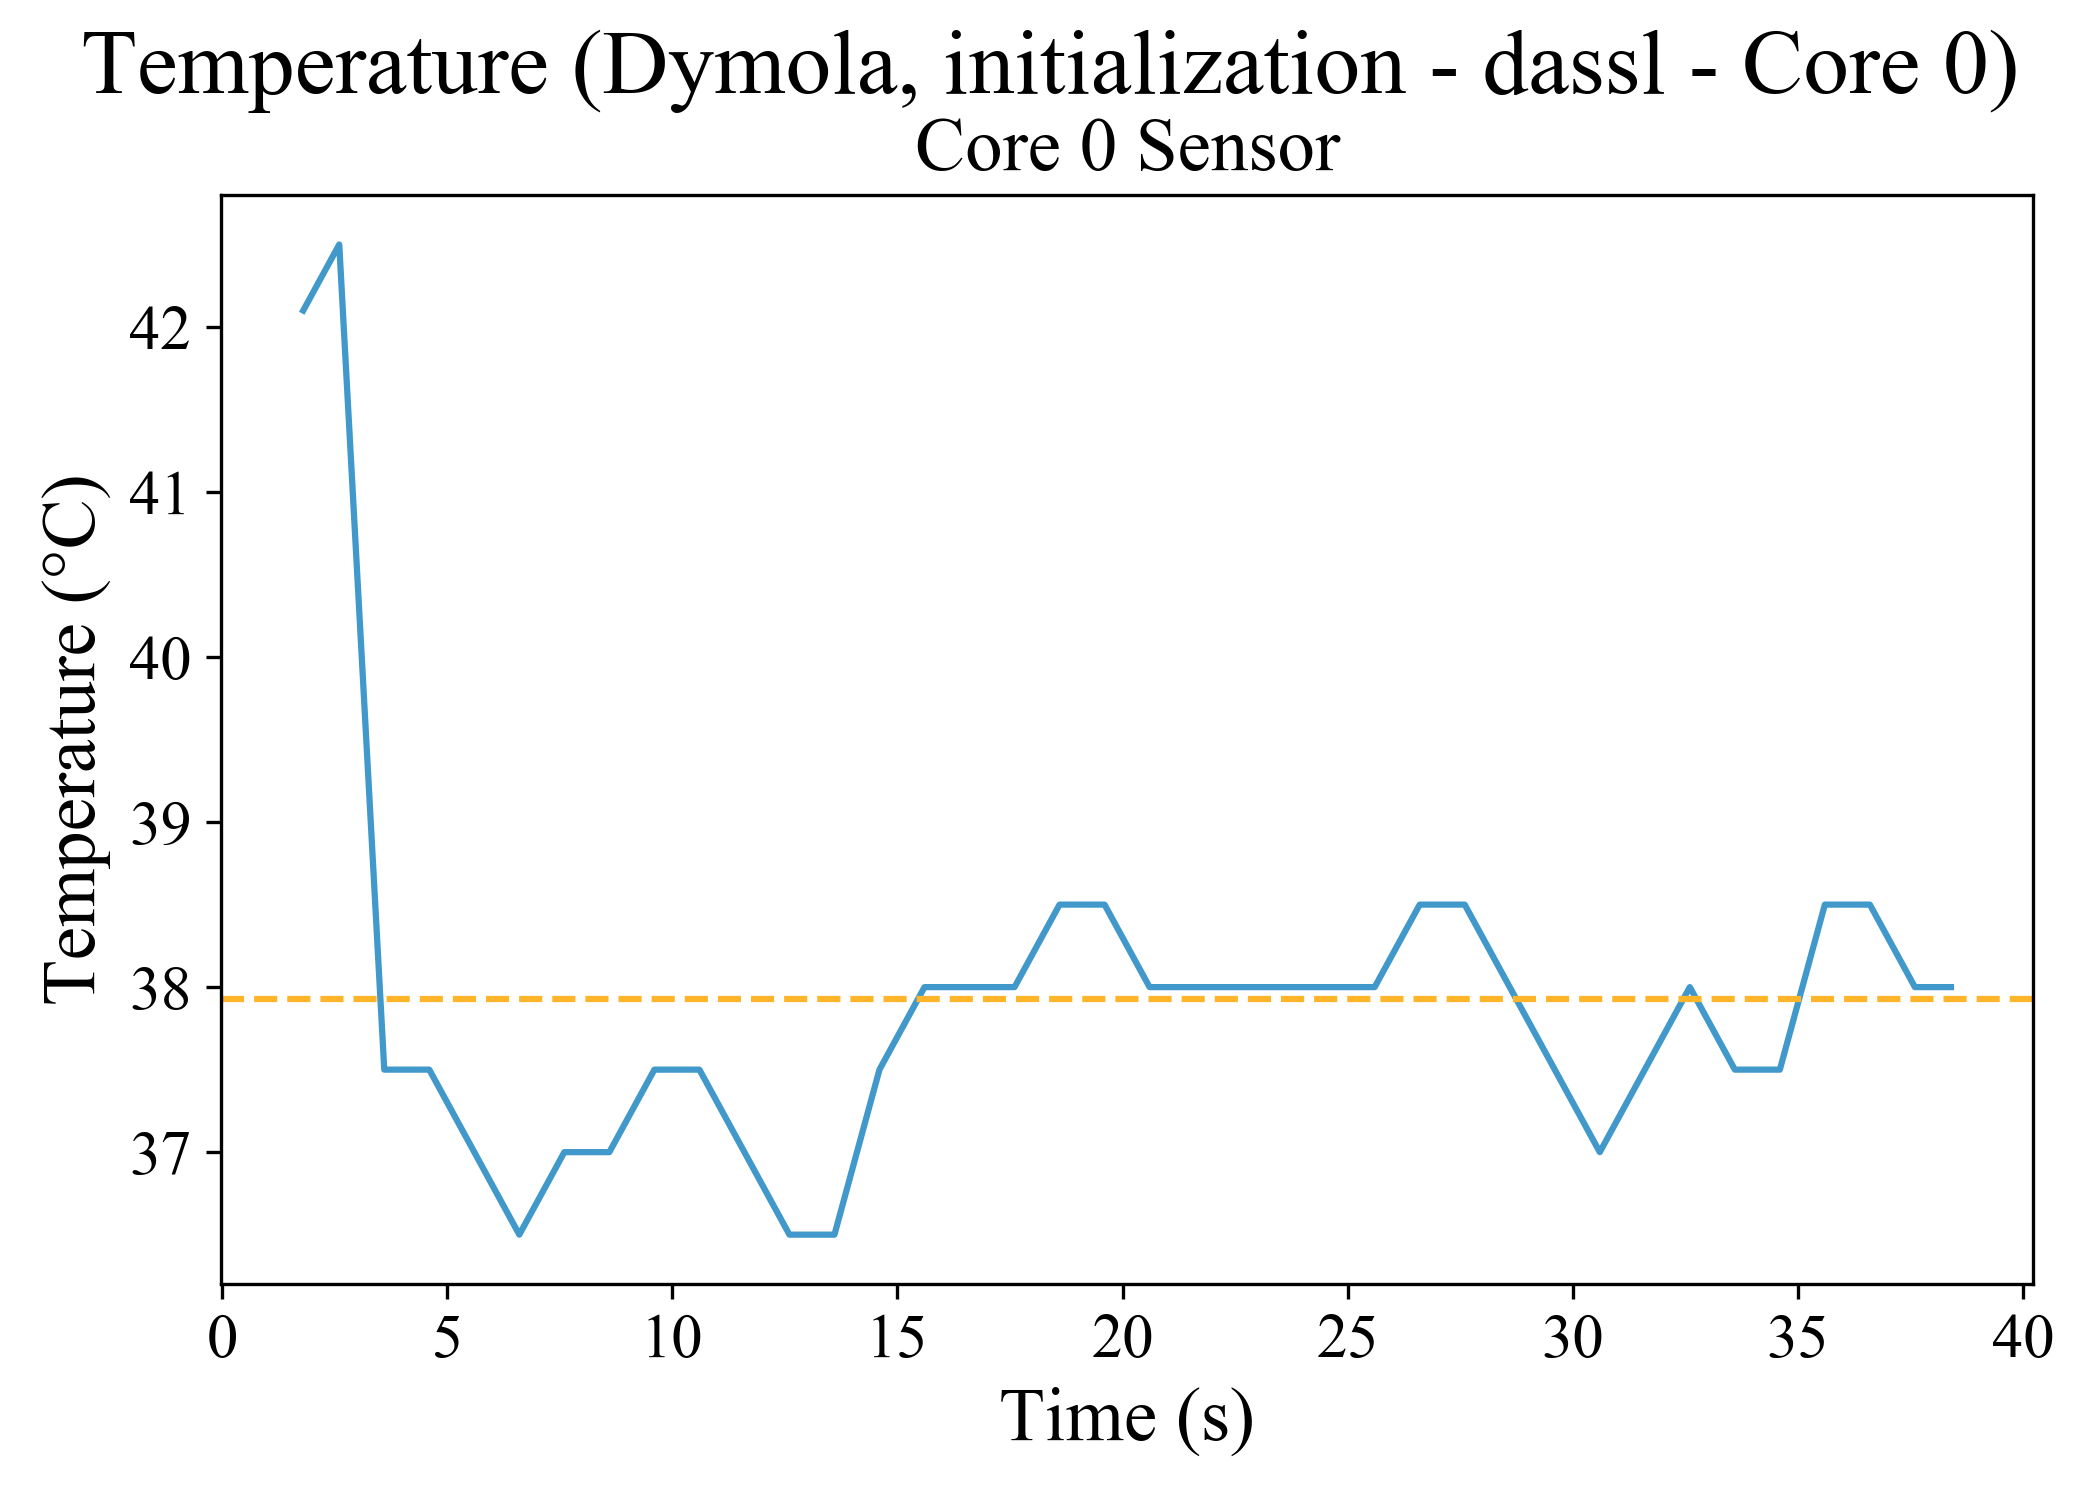 Temperature (Dymola, initialization - dassl - Core 0)
Core 0 Sensor
Temperature (°C)
42
41
40
39
38
37
0 5 10 15 20 25 30 35 40
Time (s)